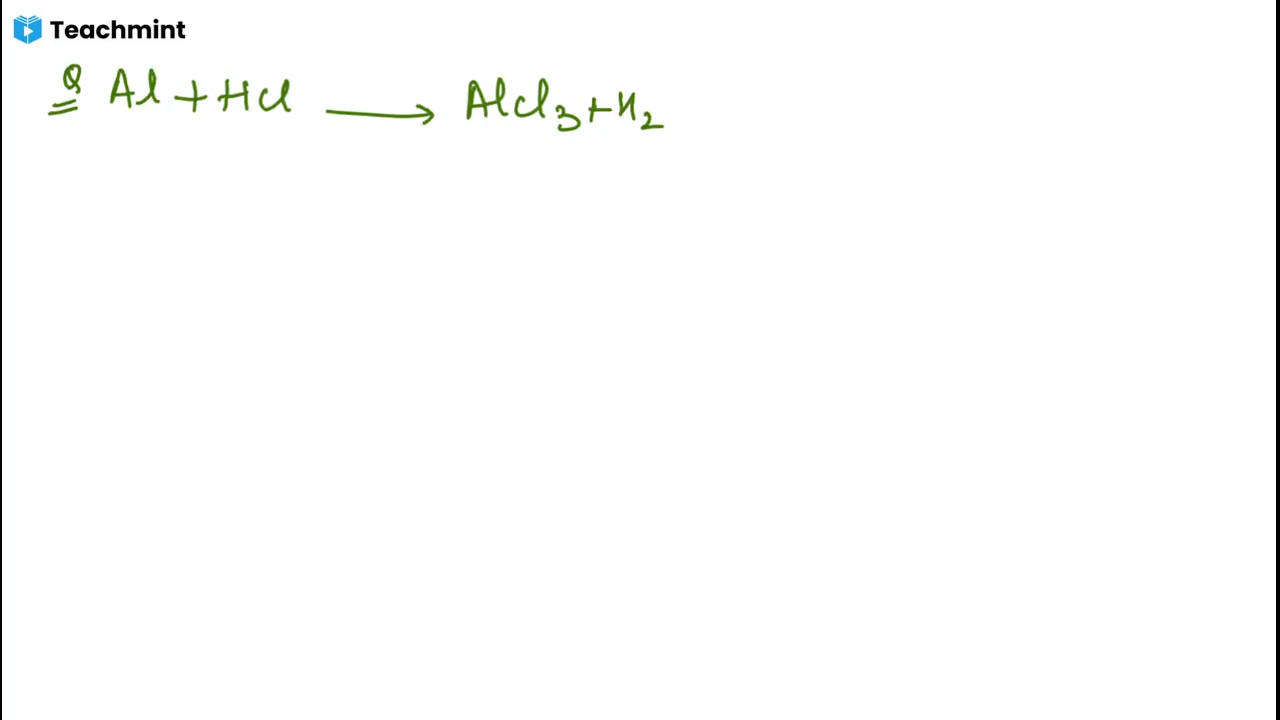 Teachmint
Q Al + HCl ⟶ AlCl₃ + H₂